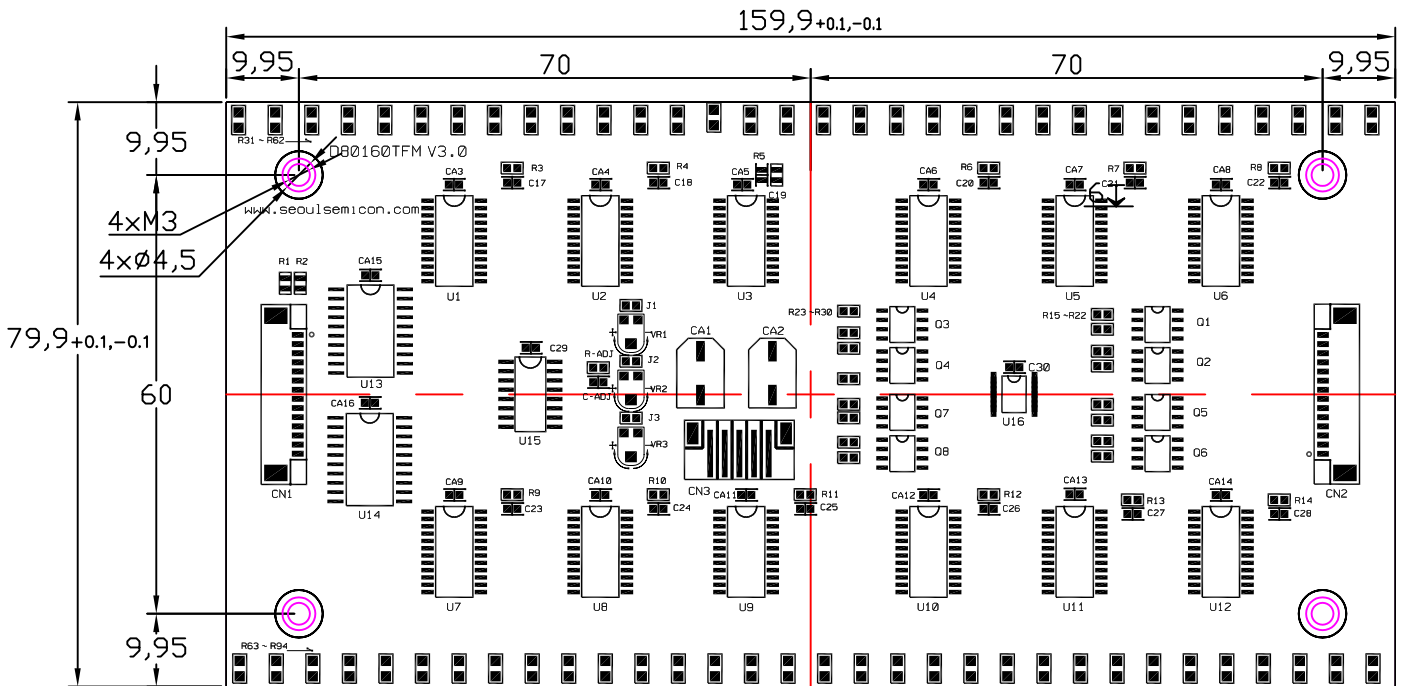 159,9+0.1,-0.1
9,95 70 70 9,95
9,95
R31~R62
D80160TFM V3.0
R3 R4 R5 R6 R7 R8
CA3 C17 CA4 C18 CA5 C19 CA6 C20 CA7 C21 CA8 C22
6
www.seoulsemicon.com
4xM3
4xØ4,5
R1 R2 CA15
U1 U2 U3 U4 U5 U6
J1
R23~R30 Q3 R15~R22 Q1
79,9+0.1,-0.1
VR1 CA1 CA2
C29 R-ADJ J2
U13 Q4 C30 Q2
60
C-ADJ VR2
CA16
J3 Q7 U16 Q5
U15 VR3 Q8 Q6
CN1 CN3 CN2
U14
CA9 R9 CA10 R10 CA11 R11 CA12 R12 CA13 R13 CA14 R14
C23 C24 C25 C26 C27 C28
U7 U8 U9 U10 U11 U12
9,95
R63~R94